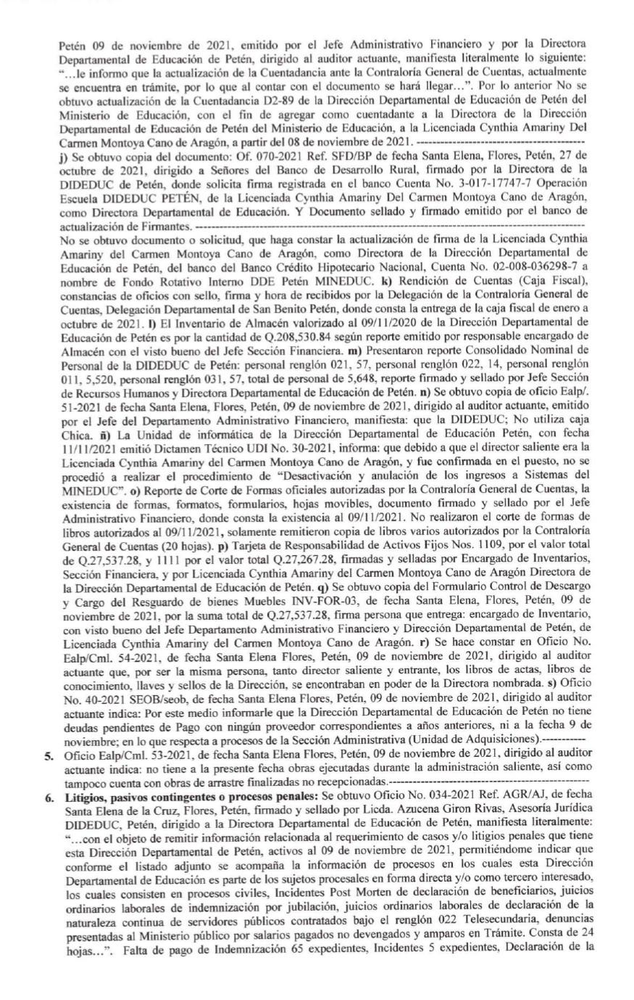 Petén 09 de noviembre de 2021, emitido por el Jefe Administrativo Financiero y por la Directora
Departamental de Educación de Petén, dirigido al auditor actuante, manifiesta literalmente lo siguiente:
“…le informo que la actualización de la Cuentadancia ante la Contraloría General de Cuentas, actualmente
se encuentra en trámite, por lo que al contar con el documento se hará llegar…”. Por lo anterior No se
obtuvo actualización de la Cuentadancia D2-89 de la Dirección Departamental de Educación de Petén del
Ministerio de Educación, con el fin de agregar como cuentadante a la Directora de la Dirección
Departamental de Educación de Petén del Ministerio de Educación, a la Licenciada Cynthia Amariny Del
Carmen Montoya Cano de Aragón, a partir del 08 de noviembre de 2021. -----------------------------------------
j) Se obtuvo copia del documento: Of. 070-2021 Ref. SFD/BP de fecha Santa Elena, Flores, Petén, 27 de
octubre de 2021, dirigido a Señores del Banco de Desarrollo Rural, firmado por la Directora de la
DIDEDUC de Petén, donde solicita firma registrada en el banco Cuenta No. 3-017-17747-7 Operación
Escuela DIDEDUC PETÉN, de la Licenciada Cynthia Amariny Del Carmen Montoya Cano de Aragón,
como Directora Departamental de Educación. Y Documento sellado y firmado emitido por el banco de
actualización de Firmantes. ---------------------------------------------------------------------------------------------
No se obtuvo documento o solicitud, que haga constar la actualización de firma de la Licenciada Cynthia
Amariny del Carmen Montoya Cano de Aragón, como Directora de la Dirección Departamental de
Educación de Petén, del banco del Banco Crédito Hipotecario Nacional, Cuenta No. 02-008-036298-7 a
nombre de Fondo Rotativo Interno DDE Petén MINEDUC. k) Rendición de Cuentas (Caja Fiscal),
constancias de oficios con sello, firma y hora de recibidos por la Delegación de la Contraloría General de
Cuentas, Delegación Departamental de San Benito Petén, donde consta la entrega de la caja fiscal de enero a
octubre de 2021. l) El Inventario de Almacén valorizado al 09/11/2020 de la Dirección Departamental de
Educación de Petén es por la cantidad de Q.208,530.84 según reporte emitido por responsable encargado de
Almacén con el visto bueno del Jefe Sección Financiera. m) Presentaron reporte Consolidado Nominal de
Personal de la DIDEDUC de Petén: personal renglón 021, 57, personal renglón 022, 14, personal renglón
011, 5,520, personal renglón 031, 57, total de personal de 5,648, reporte firmado y sellado por Jefe Sección
de Recursos Humanos y Directora Departamental de Educación de Petén. n) Se obtuvo copia de oficio Ealp/.
51-2021 de fecha Santa Elena, Flores, Petén, 09 de noviembre de 2021, dirigido al auditor actuante, emitido
por el Jefe del Departamento Administrativo Financiero, manifiesta: que la DIDEDUC; No utiliza caja
Chica. ñ) La Unidad de informática de la Dirección Departamental de Educación Petén, con fecha
11/11/2021 emitió Dictamen Técnico UDI No. 30-2021, informa: que debido a que el director saliente era la
Licenciada Cynthia Amariny del Carmen Montoya Cano de Aragón, y fue confirmada en el puesto, no se
procedió a realizar el procedimiento de “Desactivación y anulación de los ingresos a Sistemas del
MINEDUC”. o) Reporte de Corte de Formas oficiales autorizadas por la Contraloría General de Cuentas, la
existencia de formas, formatos, formularios, hojas movibles, documento firmado y sellado por el Jefe
Administrativo Financiero, donde consta la existencia al 09/11/2021. No realizaron el corte de formas de
libros autorizados al 09/11/2021, solamente remitieron copia de libros varios autorizados por la Contraloría
General de Cuentas (20 hojas). p) Tarjeta de Responsabilidad de Activos Fijos Nos. 1109, por el valor total
de Q.27,537.28, y 1111 por el valor total Q.27,267.28, firmadas y selladas por Encargado de Inventarios,
Sección Financiera, y por Licenciada Cynthia Amariny del Carmen Montoya Cano de Aragón Directora de
la Dirección Departamental de Educación de Petén. q) Se obtuvo copia del Formulario Control de Descargo
y Cargo del Resguardo de bienes Muebles INV-FOR-03, de fecha Santa Elena, Flores, Petén, 09 de
noviembre de 2021, por la suma total de Q.27,537.28, firma persona que entrega: encargado de Inventario,
con visto bueno del Jefe Departamento Administrativo Financiero y Dirección Departamental de Petén, de
Licenciada Cynthia Amariny del Carmen Montoya Cano de Aragón. r) Se hace constar en Oficio No.
Ealp/Cml. 54-2021, de fecha Santa Elena Flores, Petén, 09 de noviembre de 2021, dirigido al auditor
actuante que, por ser la misma persona, tanto director saliente y entrante, los libros de actas, libros de
conocimiento, llaves y sellos de la Dirección, se encontraban en poder de la Directora nombrada. s) Oficio
No. 40-2021 SEOB/seob, de fecha Santa Elena Flores, Petén, 09 de noviembre de 2021, dirigido al auditor
actuante indica: Por este medio informarle que la Dirección Departamental de Educación de Petén no tiene
deudas pendientes de Pago con ningún proveedor correspondientes a años anteriores, ni a la fecha 9 de
noviembre; en lo que respecta a procesos de la Sección Administrativa (Unidad de Adquisiciones).-----------
5. Oficio Ealp/Cml. 53-2021, de fecha Santa Elena Flores, Petén, 09 de noviembre de 2021, dirigido al auditor
actuante indica: no tiene a la presente fecha obras ejecutadas durante la administración saliente, así como
tampoco cuenta con obras de arrastre finalizadas no recepcionadas.------------------------------------------------
6. Litigios, pasivos contingentes o procesos penales: Se obtuvo Oficio No. 034-2021 Ref. AGR/AJ, de fecha
Santa Elena de la Cruz, Flores, Petén, firmado y sellado por Licda. Azucena Giron Rivas, Asesoría Jurídica
DIDEDUC, Petén, dirigido a la Directora Departamental de Educación de Petén, manifiesta literalmente:
“…con el objeto de remitir información relacionada al requerimiento de casos y/o litigios penales que tiene
esta Dirección Departamental de Petén, activos al 09 de noviembre de 2021, permitiéndome indicar que
conforme el listado adjunto se acompaña la información de procesos en los cuales esta Dirección
Departamental de Educación es parte de los sujetos procesales en forma directa y/o como tercero interesado,
los cuales consisten en procesos civiles, Incidentes Post Morten de declaración de beneficiarios, juicios
ordinarios laborales de indemnización por jubilación, juicios ordinarios laborales de declaración de la
naturaleza continua de servidores públicos contratados bajo el renglón 022 Telesecundaria, denuncias
presentadas al Ministerio público por salarios pagados no devengados y amparos en Trámite. Consta de 24
hojas…”. Falta de pago de Indemnización 65 expedientes, Incidentes 5 expedientes, Declaración de la